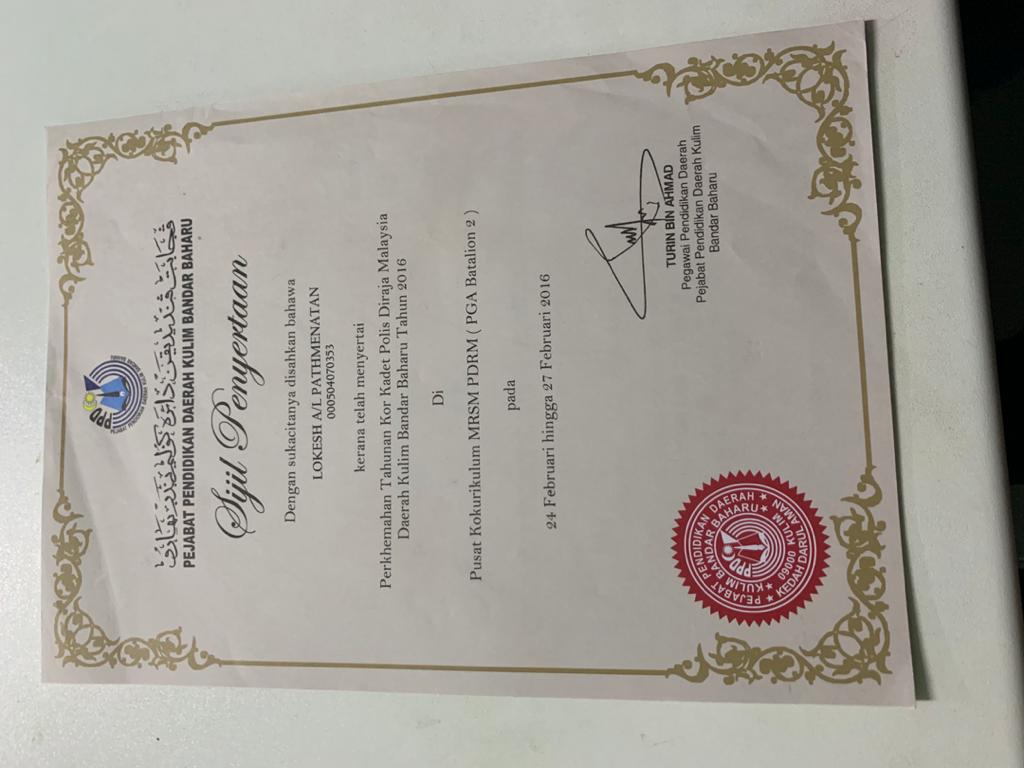 PPD
PEJABAT PENDIDIKAN DAERAH KULIM BANDAR BAHARU
Sijil Penyertaan
Dengan sukacitanya disahkan bahawa
LOKESH A/L PATHMENATAN
000504070353
kerana telah menyertai
Perkhemahan Tahunan Kor Kadet Polis Diraja Malaysia
Daerah Kulim Bandar Baharu Tahun 2016
Di
Pusat Kokurikulum MRSM PDRM ( PGA Batalion 2 )
pada
24 Februari hingga 27 Februari 2016
PEJABAT PENDIDIKAN DAERAH
KULIM BANDAR BAHARU
PPD
09000 KULIM
KEDAH DARUL AMAN
TURIN BIN AHMAD
Pegawai Pendidikan Daerah
Pejabat Pendidikan Daerah Kulim
Bandar Baharu